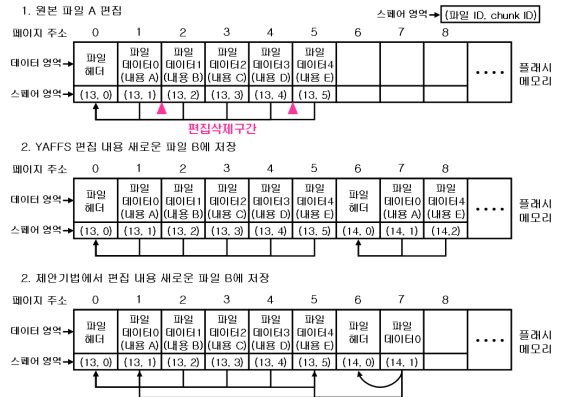 1. 원본 파일 A 편집
스페어 영역 (파일 ID, chunk ID)
페이지 주소 0 1 2 3 4 5 6 7 8
데이터 영역
파일 헤더
파일 데이터0 (내용 A)
파일 데이터1 (내용 B)
파일 데이터2 (내용 C)
파일 데이터3 (내용 D)
파일 데이터4 (내용 E)
....
플래시 메모리
스페어 영역 (13, 0) (13, 1) (13, 2) (13, 3) (13, 4) (13, 5)
편집삭제구간
2. YAFFS 편집 내용 새로운 파일 B에 저장
페이지 주소 0 1 2 3 4 5 6 7 8
데이터 영역
파일 헤더
파일 데이터0 (내용 A)
파일 데이터1 (내용 B)
파일 데이터2 (내용 C)
파일 데이터3 (내용 D)
파일 데이터4 (내용 E)
파일 헤더
파일 데이터0 (내용 A)
파일 데이터4 (내용 E)
....
플래시 메모리
스페어 영역 (13, 0) (13, 1) (13, 2) (13, 3) (13, 4) (13, 5) (14, 0) (14, 1) (14,2)
2. 제안기법에서 편집 내용 새로운 파일 B에 저장
페이지 주소 0 1 2 3 4 5 6 7 8
데이터 영역
파일 헤더
파일 데이터0 (내용 A)
파일 데이터1 (내용 B)
파일 데이터2 (내용 C)
파일 데이터3 (내용 D)
파일 데이터4 (내용 E)
파일 헤더
파일 데이터0
....
플래시 메모리
스페어 영역 (13, 0) (13, 1) (13, 2) (13, 3) (13, 4) (13, 5) (14, 0) (14, 1)